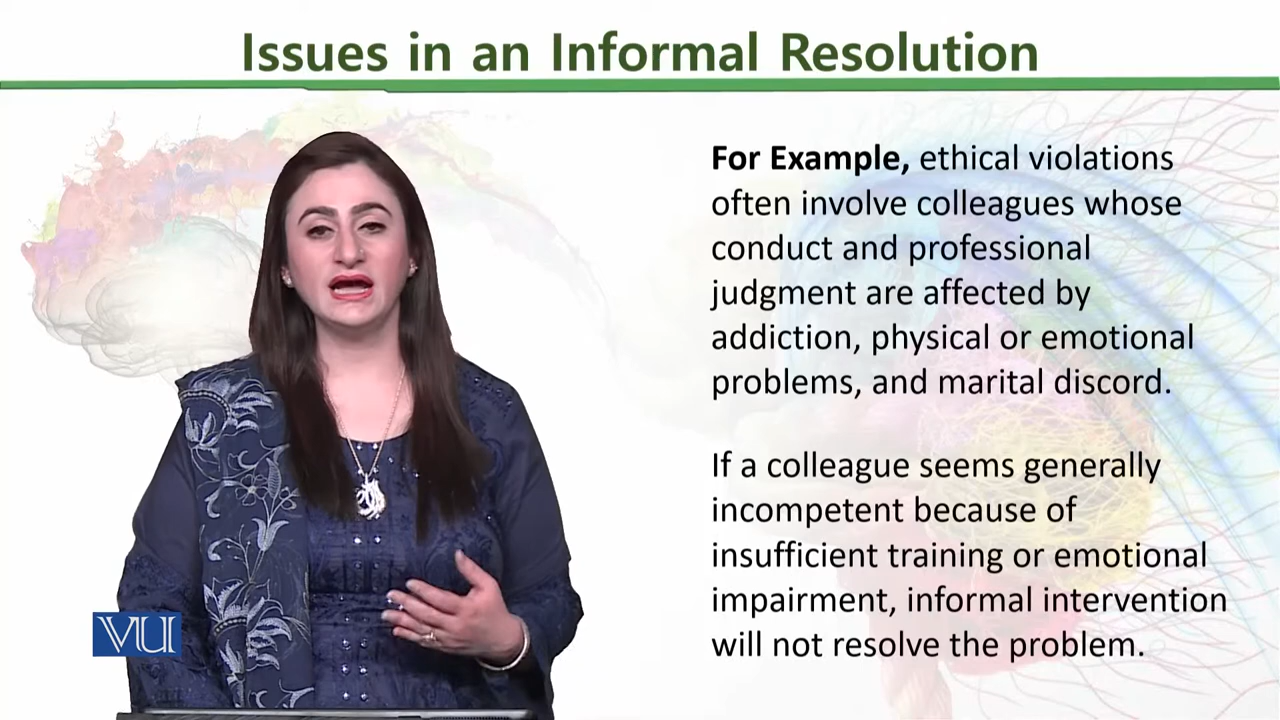 Issues in an Informal Resolution
For Example, ethical violations
often involve colleagues whose
conduct and professional
judgment are affected by
addiction, physical or emotional
problems, and marital discord.
If a colleague seems generally
incompetent because of
insufficient training or emotional
impairment, informal intervention
will not resolve the problem.
VU